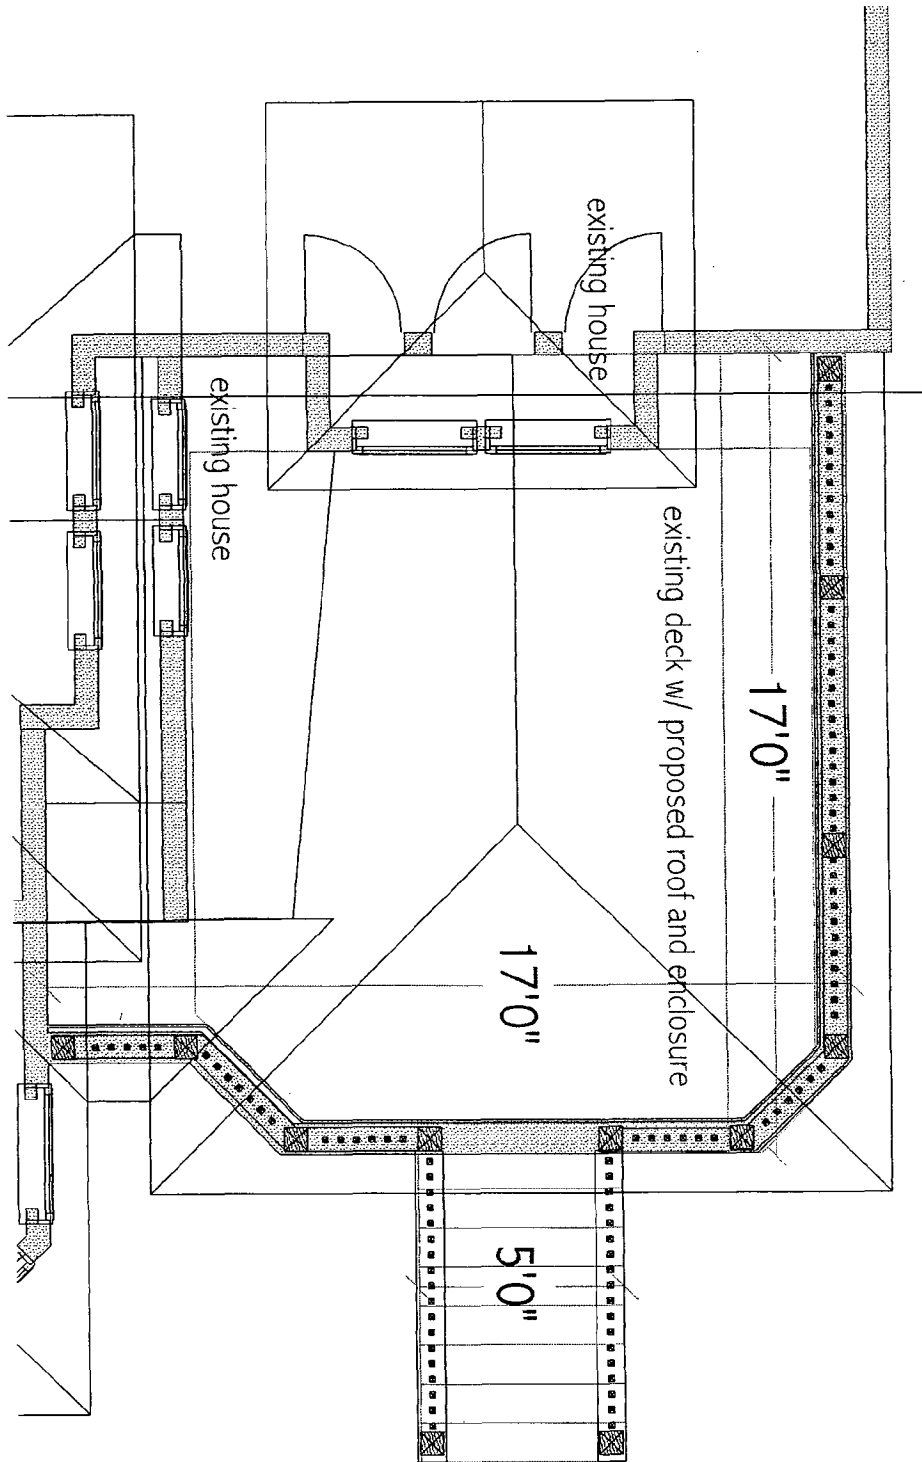 existing house
existing house
existing deck w/ proposed roof and enclosure
17'0"
17'0"
5'0"